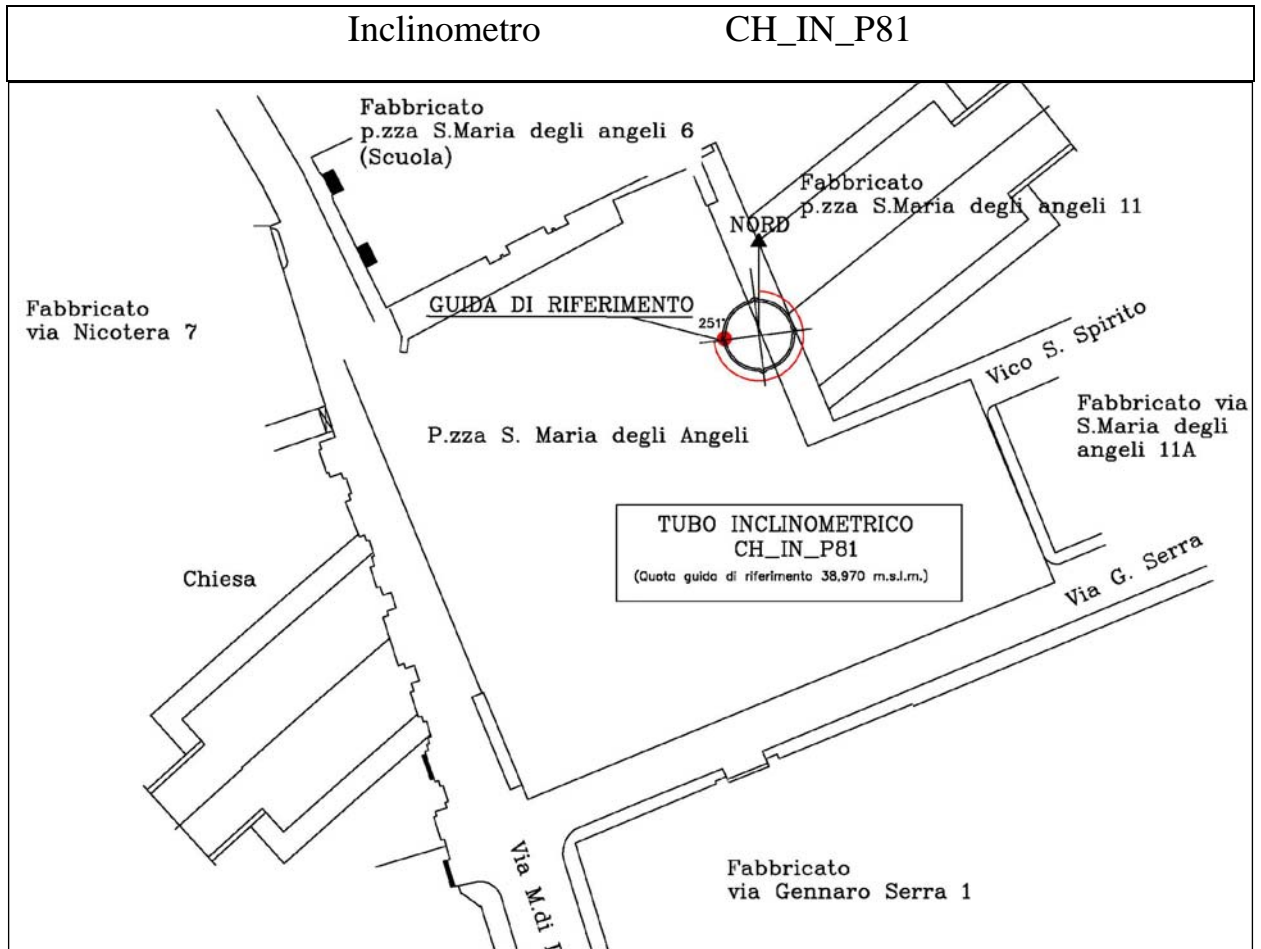 Inclinometro CH_IN_P81
Fabbricato
p.zza S.Maria degli angeli 6
(Scuola)
Fabbricato
p.zza S.Maria degli angeli 11
NORD
Fabbricato
via Nicotera 7
GUIDA DI RIFERIMENTO
251°
Vico S. Spirito
Fabbricato via
S.Maria degli
angeli 11A
P.zza S. Maria degli Angeli
TUBO INCLINOMETRICO
CH_IN_P81
(Quota guida di riferimento 38,970 m.s.l.m.)
Via G. Serra
Chiesa
Via M.di
Fabbricato
via Gennaro Serra 1